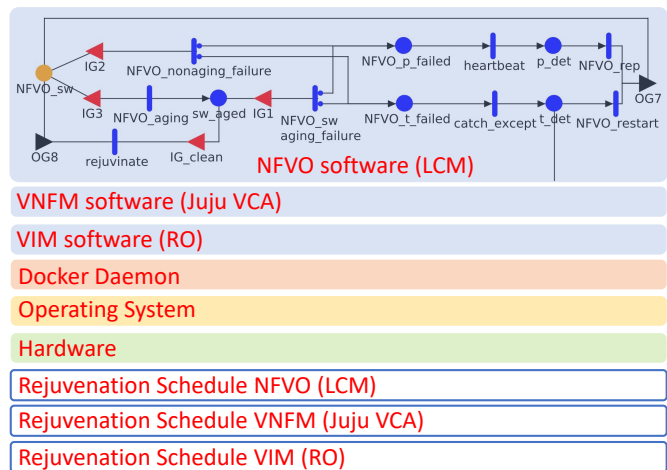 IG2
NFVO_nonaging_failure
NFVO_p_failed
heartbeat
p_det
NFVO_rep
NFVO_sw
OG7
IG3
NFVO_aging
sw_aged
IG1
NFVO_sw
aging_failure
NFVO_t_failed
catch_except
t_det
NFVO_restart
OG8
rejuvinate
IG_clean
NFVO software (LCM)
VNFM software (Juju VCA)
VIM software (RO)
Docker Daemon
Operating System
Hardware
Rejuvenation Schedule NFVO (LCM)
Rejuvenation Schedule VNFM (Juju VCA)
Rejuvenation Schedule VIM (RO)